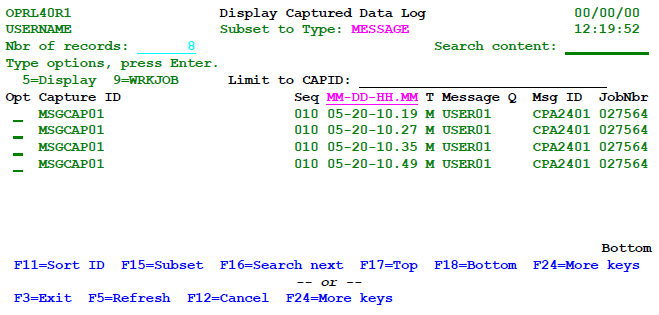 OPRL40R1 Display Captured Data Log 00/00/00
USERNAME Subset to Type: MESSAGE 12:19:52
Nbr of records: 8 Search content:
Type options, press Enter.
5=Display 9=WRKJOB Limit to CAPID:
Opt Capture ID Seq MM-DD-HH.MM T Message Q Msg ID JobNbr
_ MSGCAP01 010 05-20-10.19 M USER01 CPA2401 027564
_ MSGCAP01 010 05-20-10.27 M USER01 CPA2401 027564
_ MSGCAP01 010 05-20-10.35 M USER01 CPA2401 027564
_ MSGCAP01 010 05-20-10.49 M USER01 CPA2401 027564
Bottom
F11=Sort ID F15=Subset F16=Search next F17=Top F18=Bottom F24=More keys
-- or --
F3=Exit F5=Refresh F12=Cancel F24=More keys